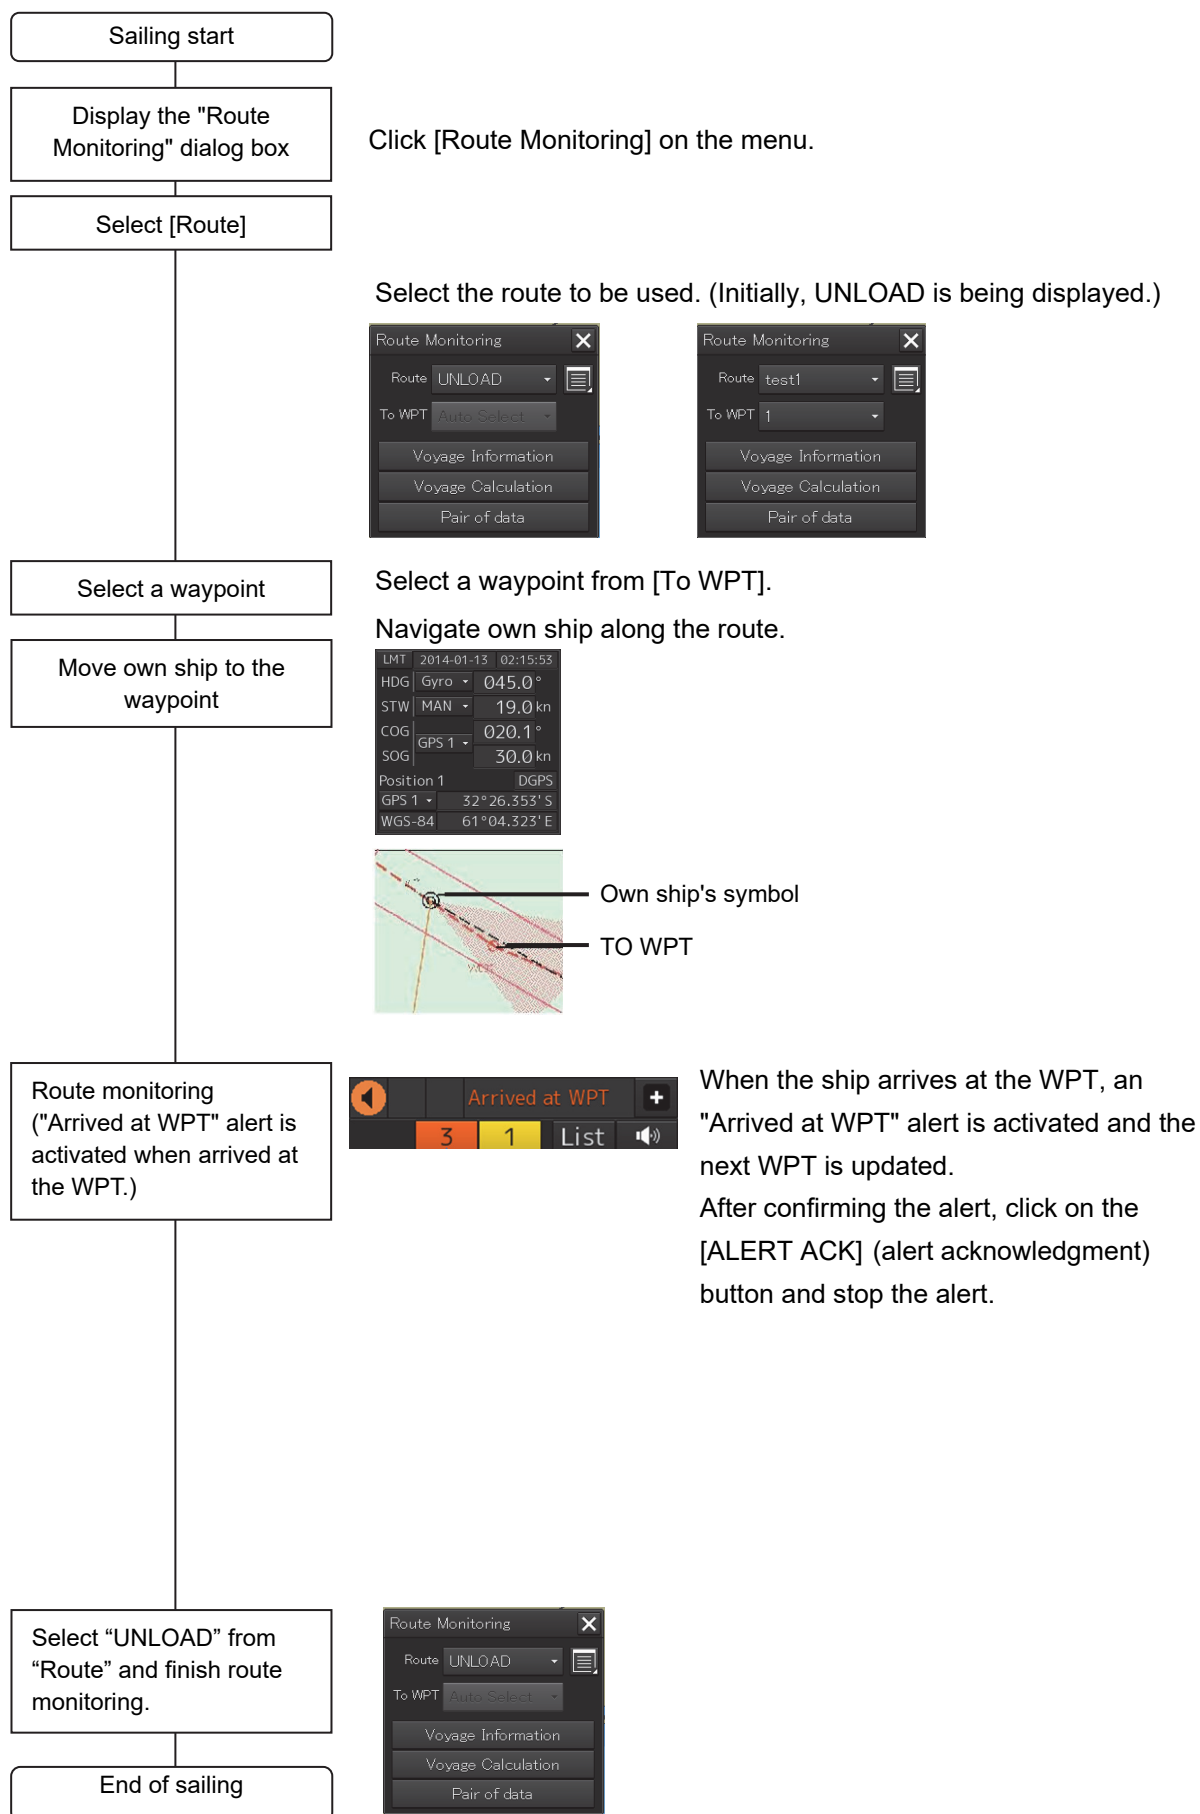 Sailing start
Display the "Route
Monitoring" dialog box
Click [Route Monitoring] on the menu.
Select [Route]
Select the route to be used. (Initially, UNLOAD is being displayed.)
Route Monitoring
Route UNLOAD
To WPT Auto Select
Voyage Information
Voyage Calculation
Pair of data
Route Monitoring
Route test1
To WPT 1
Voyage Information
Voyage Calculation
Pair of data
Select a waypoint
Select a waypoint from [To WPT].
Move own ship to the
waypoint
Navigate own ship along the route.
LMT 2014-01-13 02:15:53
HDG Gyro 045.0°
STW MAN 19.0 kn
COG GPS 1 020.1°
SOG 30.0 kn
Position 1 DGPS
GPS 1 32°26.353'S
WGS-84 61°04.323'E
Own ship's symbol
TO WPT
Route monitoring
("Arrived at WPT" alert is
activated when arrived at
the WPT.)
Arrived at WPT
3 1 List
When the ship arrives at the WPT, an
"Arrived at WPT" alert is activated and the
next WPT is updated.
After confirming the alert, click on the
[ALERT ACK] (alert acknowledgment)
button and stop the alert.
Select “UNLOAD” from
“Route” and finish route
monitoring.
Route Monitoring
Route UNLOAD
To WPT Auto Select
Voyage Information
Voyage Calculation
Pair of data
End of sailing